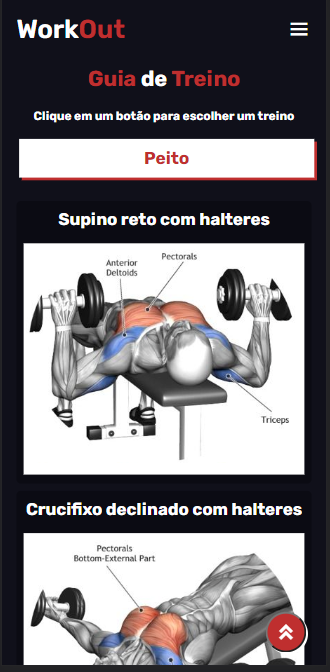 WorkOut
Guia de Treino
Clique em um botão para escolher um treino
Peito
Supino reto com halteres
Pectorals
Anterior
Deltoids
Triceps
Crucifixo declinado com halteres
Pectorals
Bottom-External Part